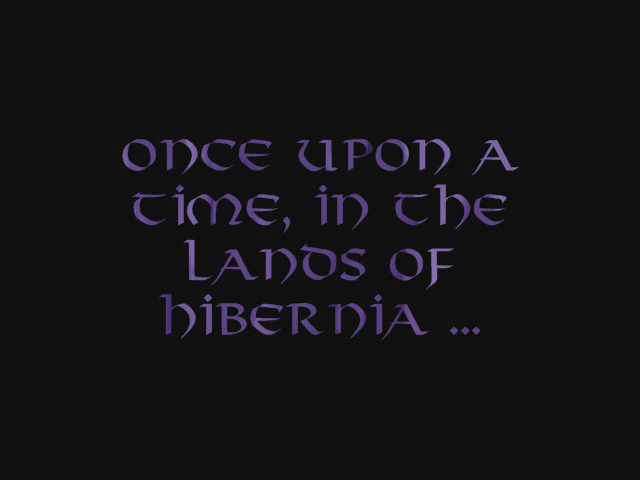 Once upon a
time, in the
lands of
hibernia ...